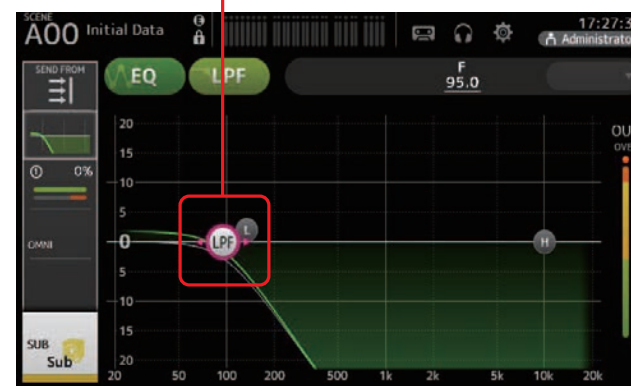 SCENE
A00 Initial Data
E
17:27:3
Administrato
SEND FROM
EQ
LPF
F
95.0
20
OU
OVE
15
① 0%
10
5
L
OMNI
0
LPF
H
5
10
15
SUB
Sub
20
20 50 100 200 500 1k 2k 5k 10k 20k